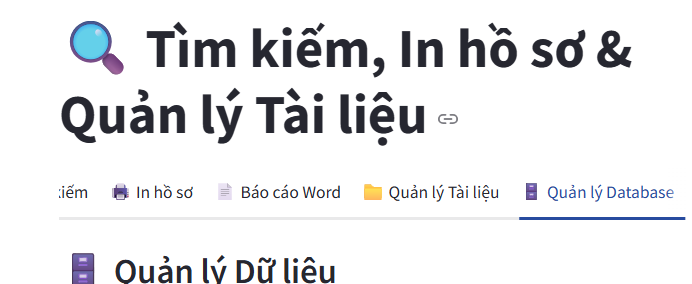 Tìm kiếm, In hồ sơ &
Quản lý Tài liệu
kiếm In hồ sơ Báo cáo Word Quản lý Tài liệu Quản lý Database
Quản lý Dữ liệu